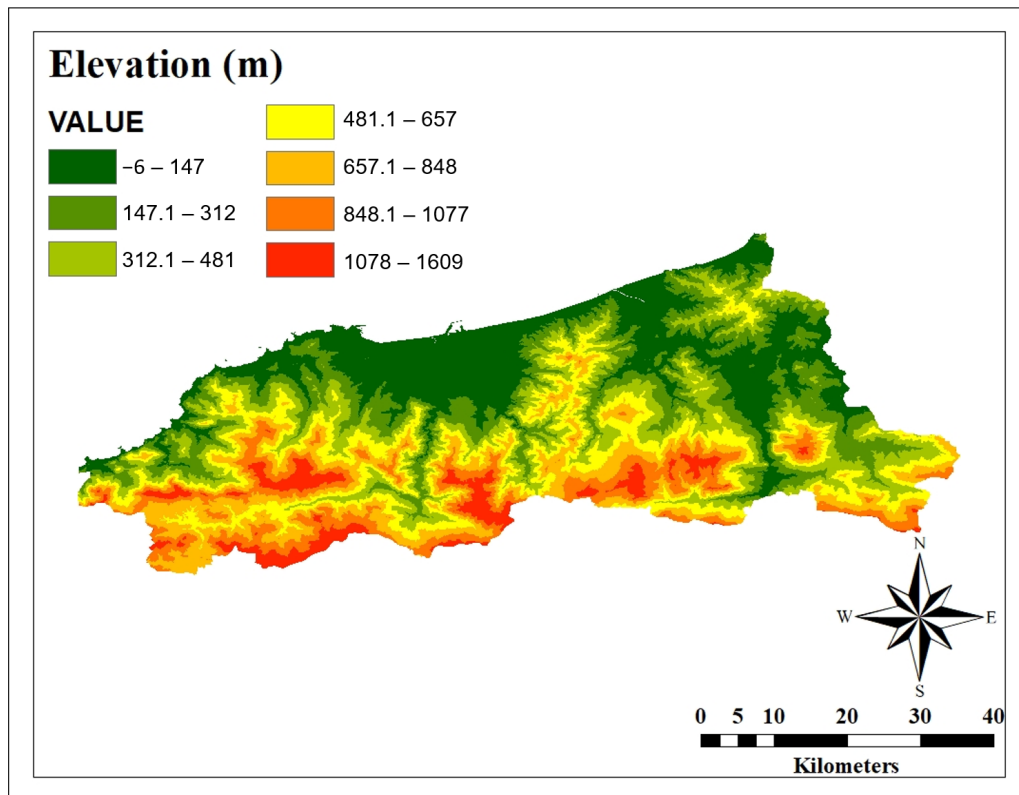 Elevation (m)
VALUE
−6 – 147
147.1 – 312
312.1 – 481
481.1 – 657
657.1 – 848
848.1 – 1077
1078 – 1609
N
W E
S
0 5 10 20 30 40
Kilometers